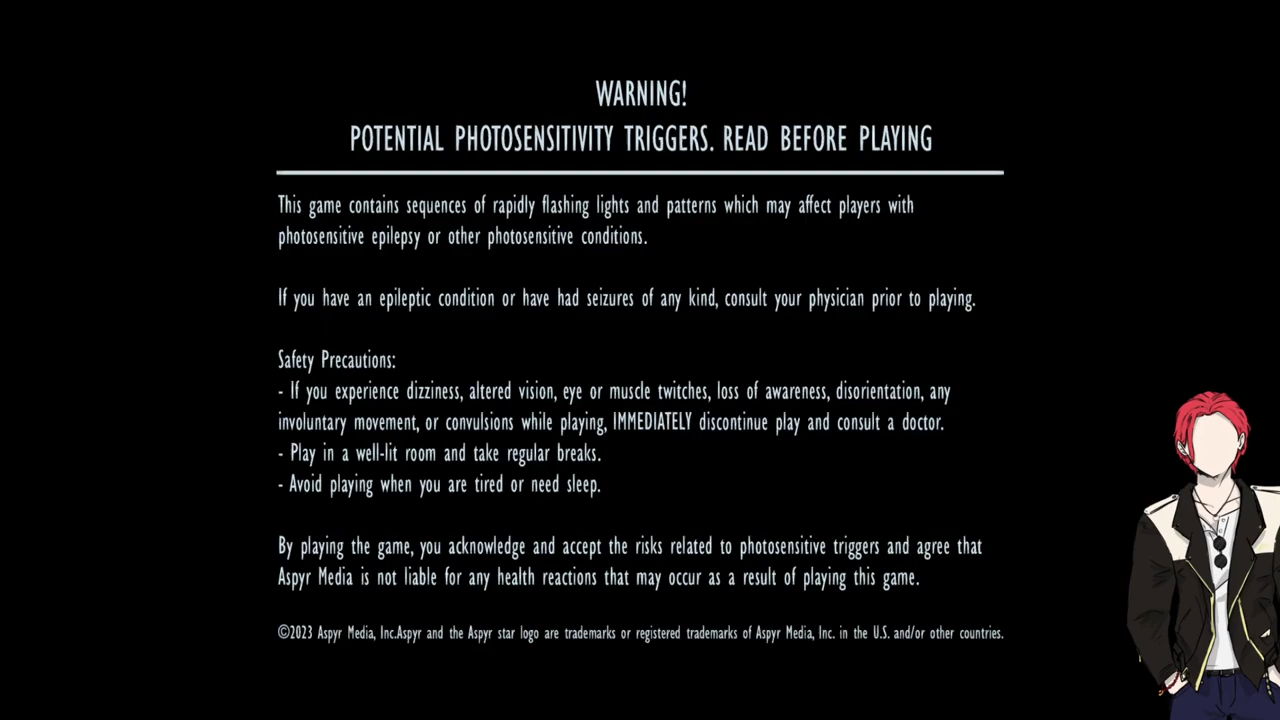 WARNING!
POTENTIAL PHOTOSENSITIVITY TRIGGERS. READ BEFORE PLAYING
This game contains sequences of rapidly flashing lights and patterns which may affect players with
photosensitive epilepsy or other photosensitive conditions.
If you have an epileptic condition or have had seizures of any kind, consult your physician prior to playing.
Safety Precautions:
- If you experience dizziness, altered vision, eye or muscle twitches, loss of awareness, disorientation, any
involuntary movement, or convulsions while playing, IMMEDIATELY discontinue play and consult a doctor.
- Play in a well-lit room and take regular breaks.
- Avoid playing when you are tired or need sleep.
By playing the game, you acknowledge and accept the risks related to photosensitive triggers and agree that
Aspyr Media is not liable for any health reactions that may occur as a result of playing this game.
©2023 Aspyr Media, Inc.Aspyr and the Aspyr star logo are trademarks or registered trademarks of Aspyr Media, Inc. in the U.S. and/or other countries.